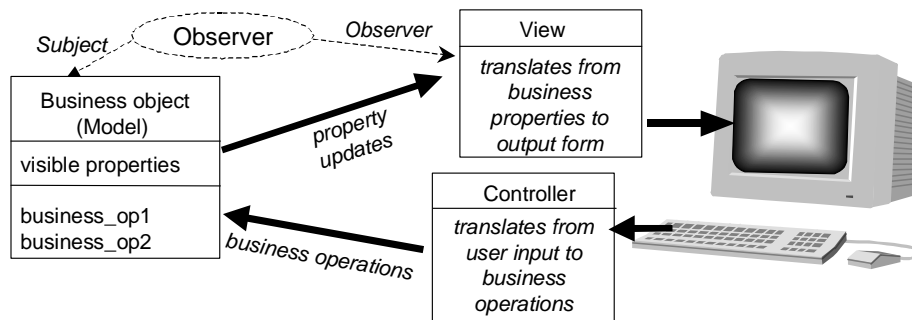 Subject
Observer
Observer
Business object
(Model)
visible properties
business_op1
business_op2
property
updates
business operations
View
translates from
business
properties to
output form
Controller
translates from
user input to
business
operations